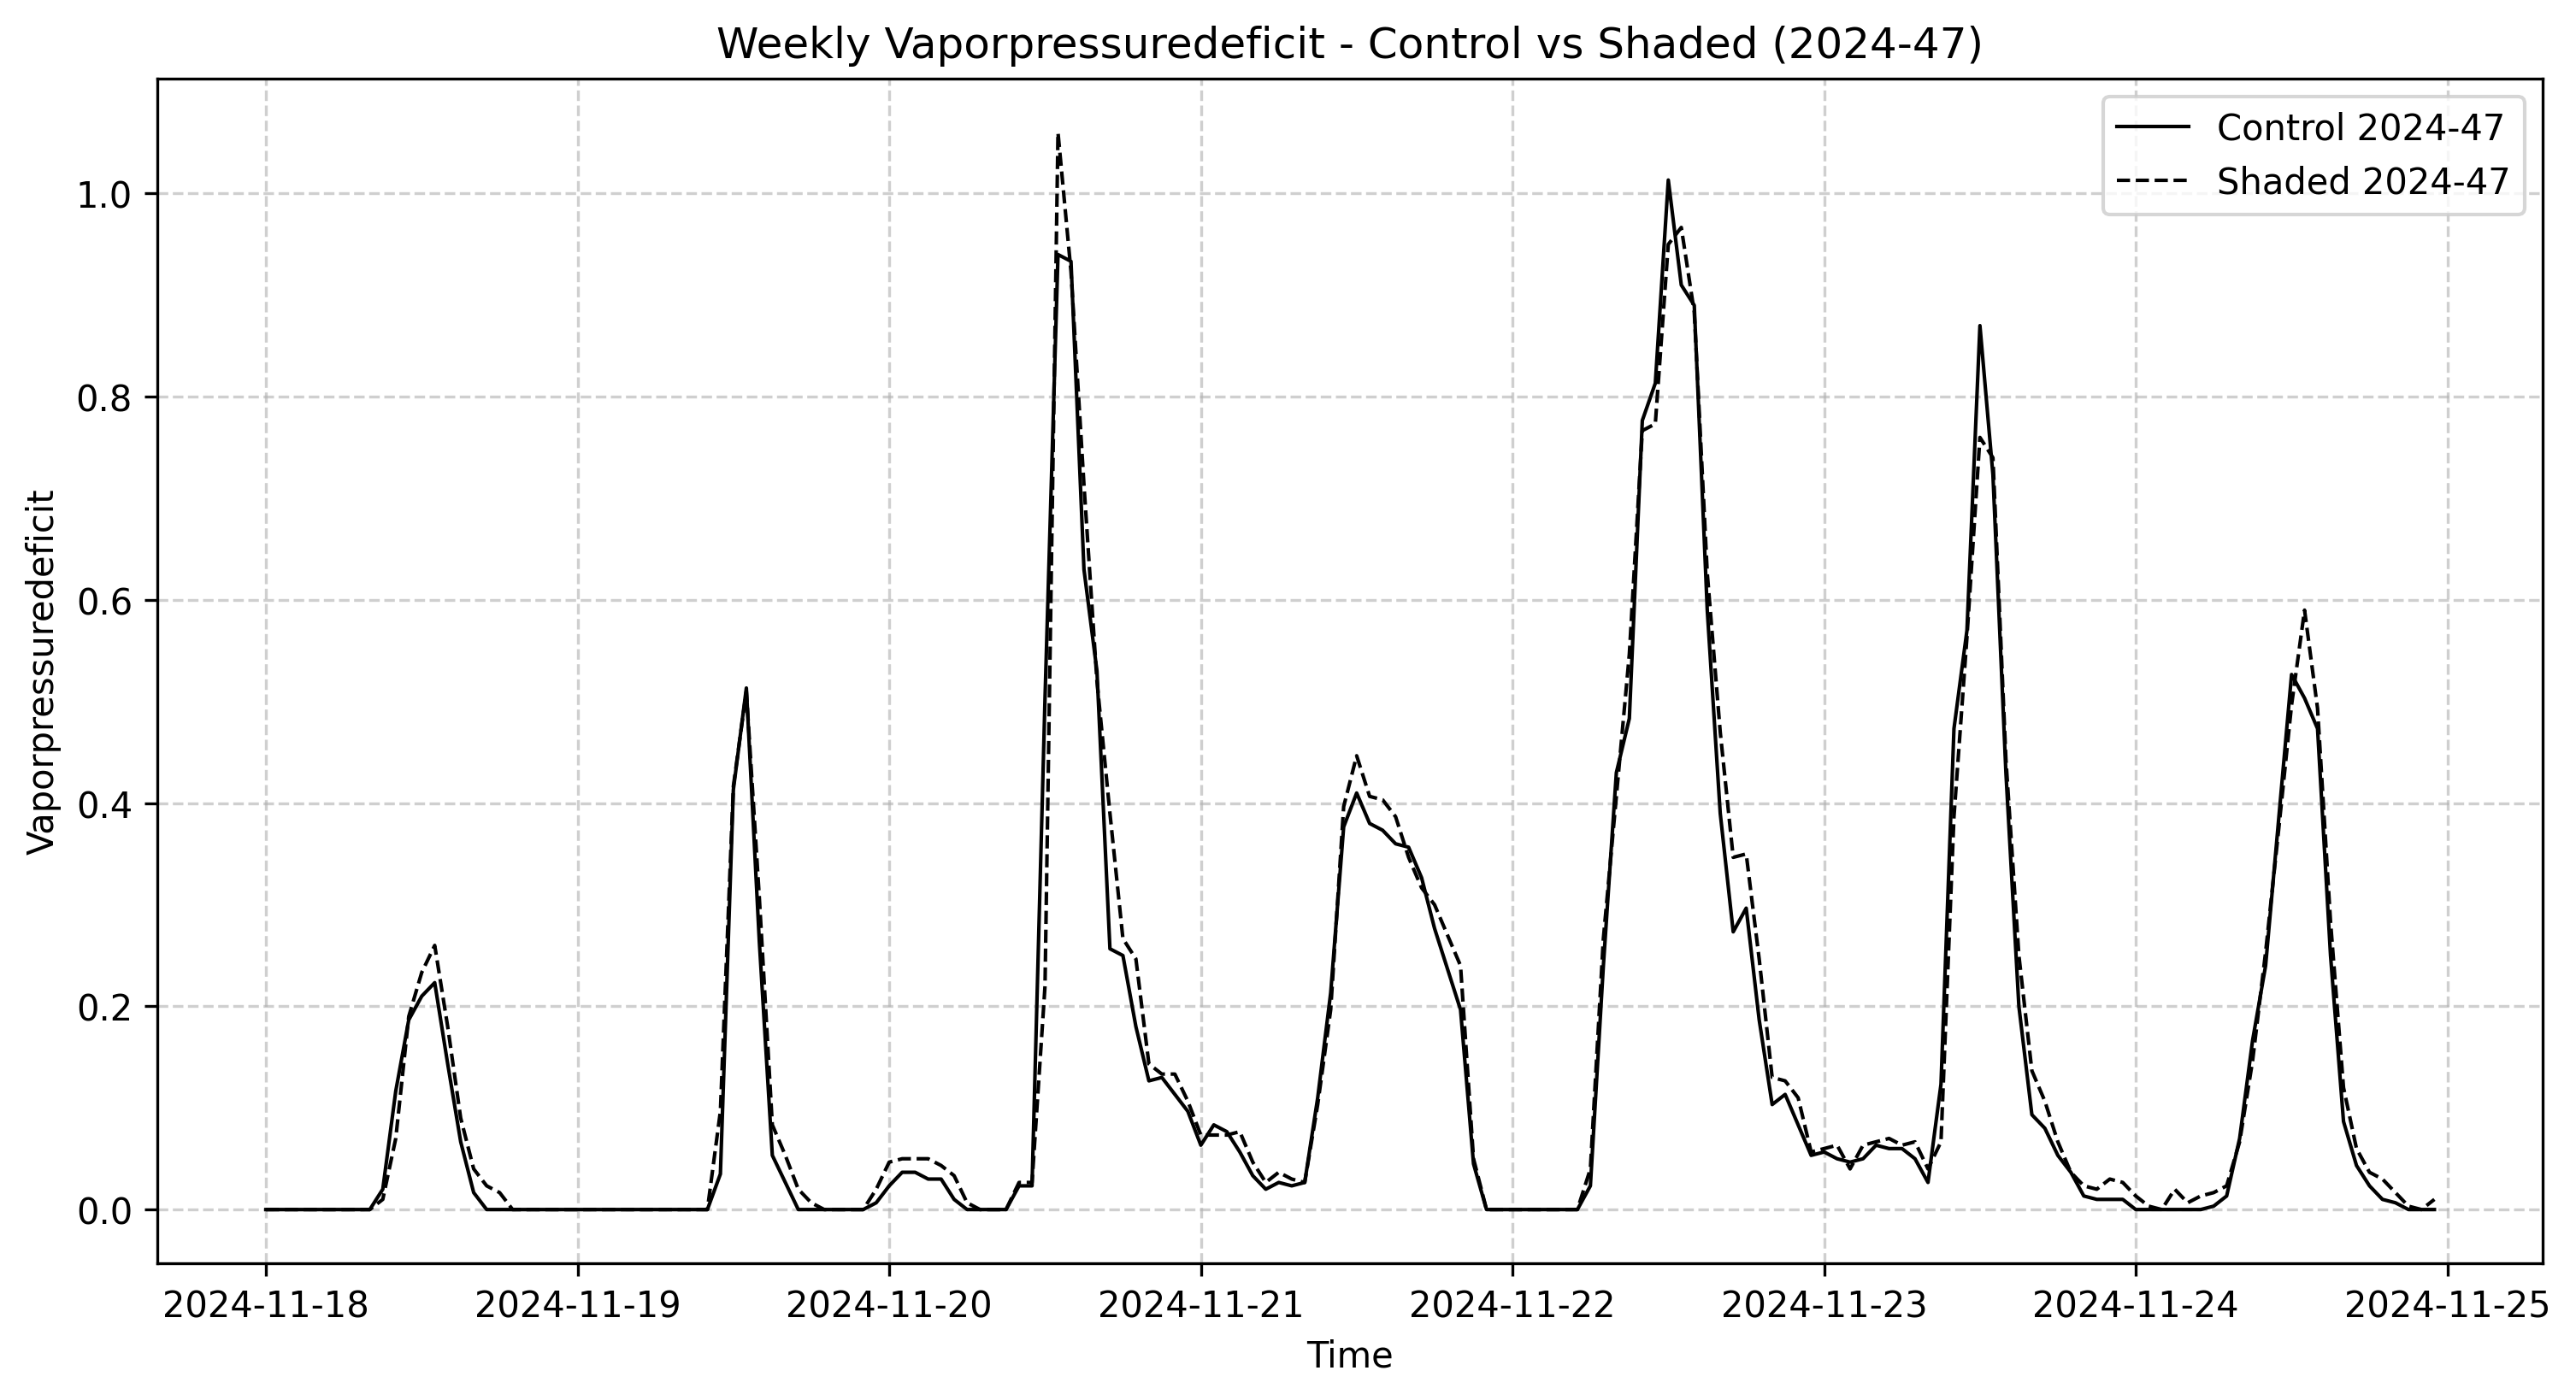 Weekly Vaporpressuredeficit - Control vs Shaded (2024-47)
Control 2024-47
Shaded 2024-47
Vaporpressuredeficit
1.0
0.8
0.6
0.4
0.2
0.0
2024-11-18 2024-11-19 2024-11-20 2024-11-21 2024-11-22 2024-11-23 2024-11-24 2024-11-25
Time